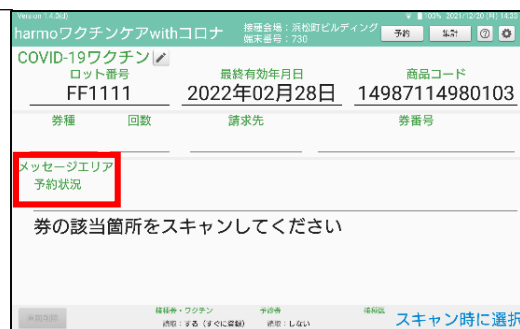 Version 1.4.0(d) 100% 2021/12/20 (月) 14:03
harmoワクチンケアwithコロナ 接種会場：浜松町ビルディング 端末番号：730 予約 集計
COVID-19ワクチン
ロット番号 最終有効年月日 商品コード
FF1111 2022年02月28日 14987114980103
券種 回数 請求先 券番号
メッセージエリア
予約状況
券の該当箇所をスキャンしてください
接種券・ワクチン 予診券
読取：する（すぐに登録） 読取：しない スキャン時に選択